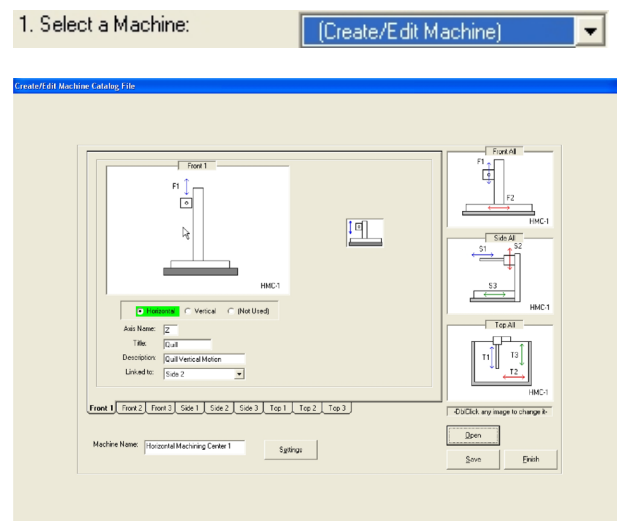 1. Select a Machine:
(Create/Edit Machine)
Create/Edit Machine Catalog File
Front 1
F1
HMC-1
Horizontal
Vertical
(Not Used)
Axis Name: Z
Title: Quill
Description: Quill Vertical Motion
Linked to: Side 2
Front 1 Front 2 Front 3 Side 1 Side 2 Side 3 Top 1 Top 2 Top 3
Machine Name: Horizontal Machining Center 1
Settings
Front All
F1
F2
HMC-1
Side All
S1 S2
S3
HMC-1
Top All
T1 T3
T2
HMC-1
-DblClick any image to change it-
Open
Save Finish